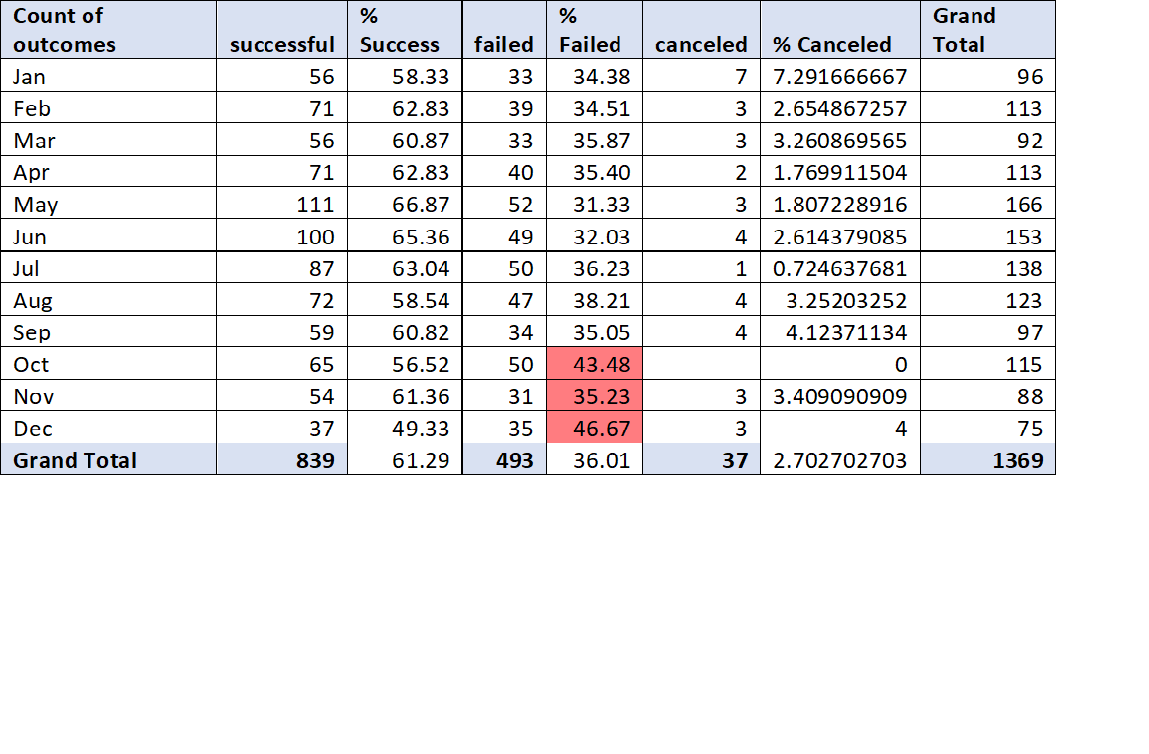 Count of outcomes successful % Success failed % Failed canceled % Canceled Grand Total
Jan 56 58.33 33 34.38 7 7.291666667 96
Feb 71 62.83 39 34.51 3 2.654867257 113
Mar 56 60.87 33 35.87 3 3.260869565 92
Apr 71 62.83 40 35.40 2 1.769911504 113
May 111 66.87 52 31.33 3 1.807228916 166
Jun 100 65.36 49 32.03 4 2.614379085 153
Jul 87 63.04 50 36.23 1 0.724637681 138
Aug 72 58.54 47 38.21 4 3.25203252 123
Sep 59 60.82 34 35.05 4 4.12371134 97
Oct 65 56.52 50 43.48 0 115
Nov 54 61.36 31 35.23 3 3.409090909 88
Dec 37 49.33 35 46.67 3 4 75
Grand Total 839 61.29 493 36.01 37 2.702702703 1369